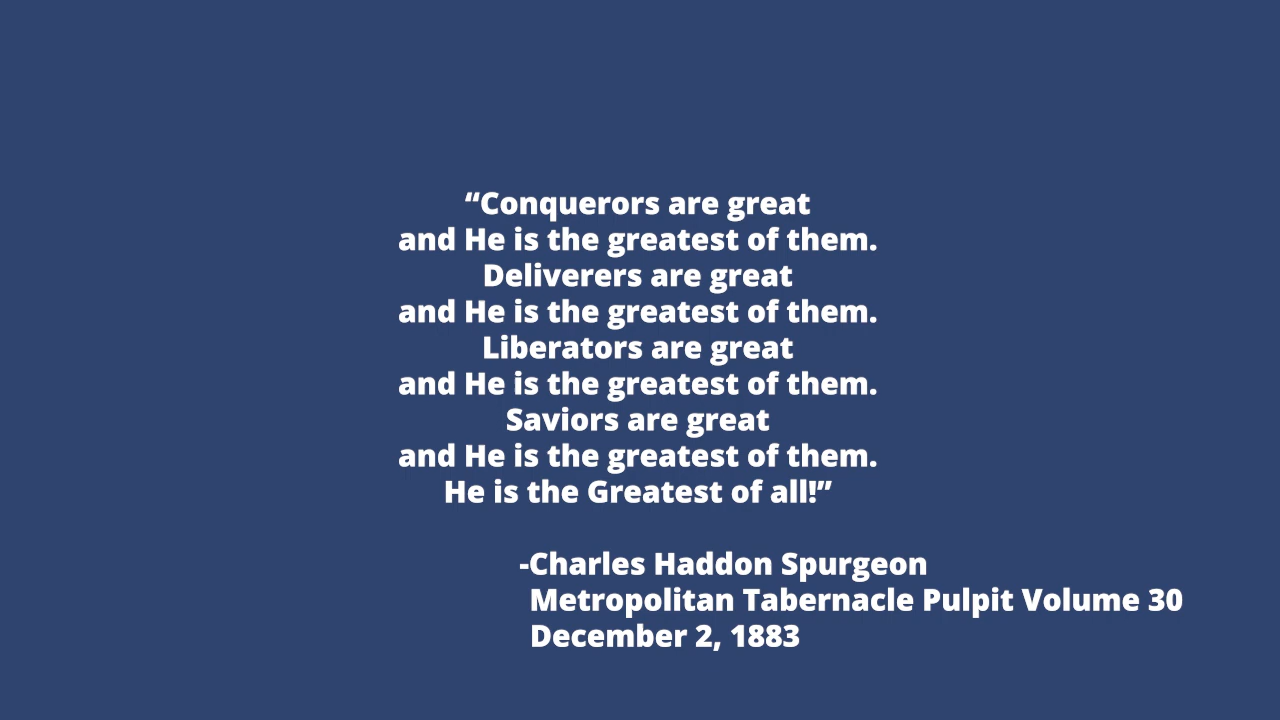 “Conquerors are great
and He is the greatest of them.
Deliverers are great
and He is the greatest of them.
Liberators are great
and He is the greatest of them.
Saviors are great
and He is the greatest of them.
He is the Greatest of all!”
-Charles Haddon Spurgeon
Metropolitan Tabernacle Pulpit Volume 30
December 2, 1883